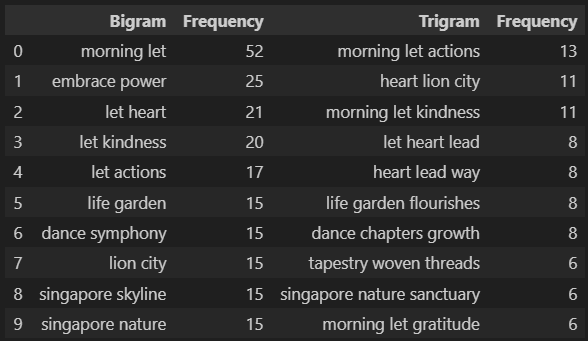 Bigram Frequency Trigram Frequency
0 morning let 52 morning let actions 13
1 embrace power 25 heart lion city 11
2 let heart 21 morning let kindness 11
3 let kindness 20 let heart lead 8
4 let actions 17 heart lead way 8
5 life garden 15 life garden flourishes 8
6 dance symphony 15 dance chapters growth 8
7 lion city 15 tapestry woven threads 6
8 singapore skyline 15 singapore nature sanctuary 6
9 singapore nature 15 morning let gratitude 6